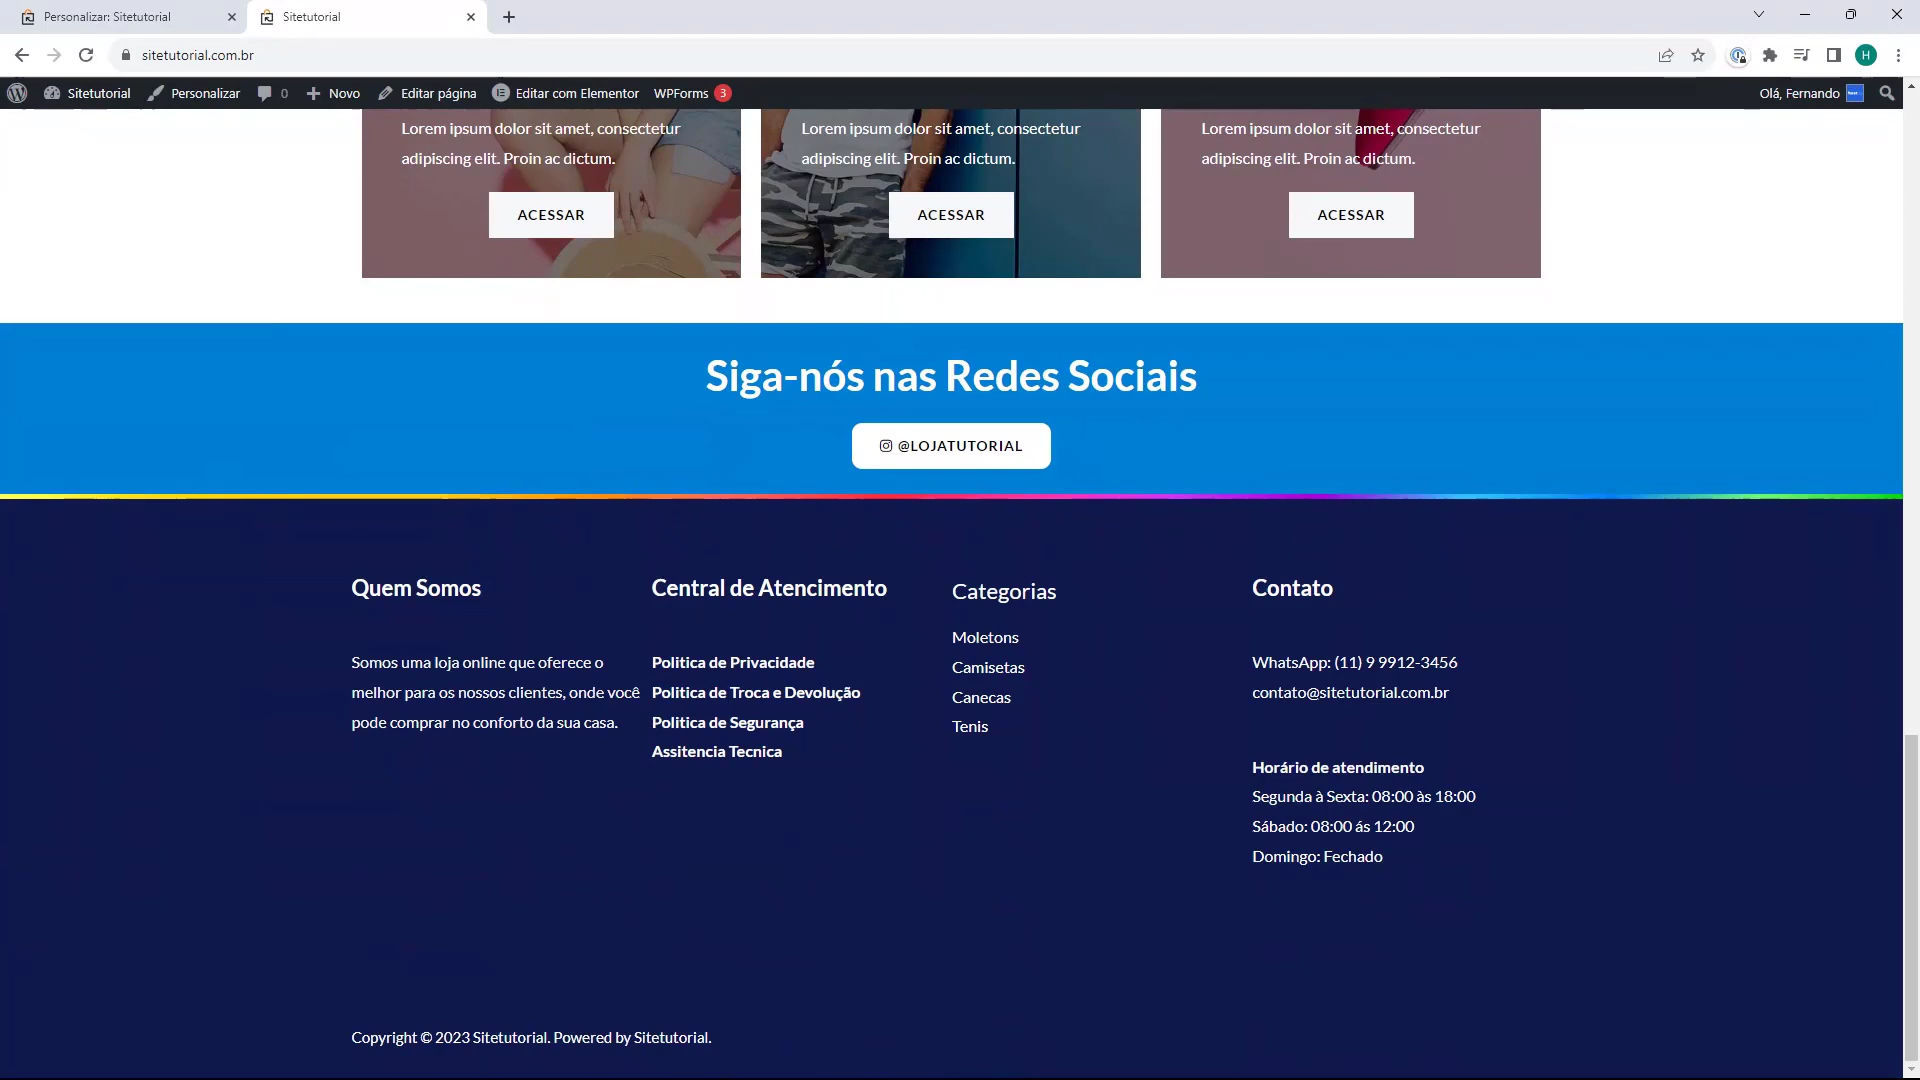 Personalizar: Sitetutorial
Sitetutorial
sitetutorial.com.br
H
Sitetutorial
Personalizar
0
Novo
Editar página
Editar com Elementor
WPForms 3
Olá, Fernando
Lorem ipsum dolor sit amet, consectetur
adipiscing elit. Proin ac dictum.
ACESSAR
Lorem ipsum dolor sit amet, consectetur
adipiscing elit. Proin ac dictum.
ACESSAR
Lorem ipsum dolor sit amet, consectetur
adipiscing elit. Proin ac dictum.
ACESSAR
Siga-nós nas Redes Sociais
@LOJATUTORIAL
Quem Somos
Somos uma loja online que oferece o
melhor para os nossos clientes, onde você
pode comprar no conforto da sua casa.
Central de Atencimento
Politica de Privacidade
Politica de Troca e Devolução
Politica de Segurança
Assitencia Tecnica
Categorias
Moletons
Camisetas
Canecas
Tenis
Contato
WhatsApp: (11) 9 9912-3456
contato@sitetutorial.com.br
Horário de atendimento
Segunda à Sexta: 08:00 às 18:00
Sábado: 08:00 ás 12:00
Domingo: Fechado
Copyright © 2023 Sitetutorial. Powered by Sitetutorial.